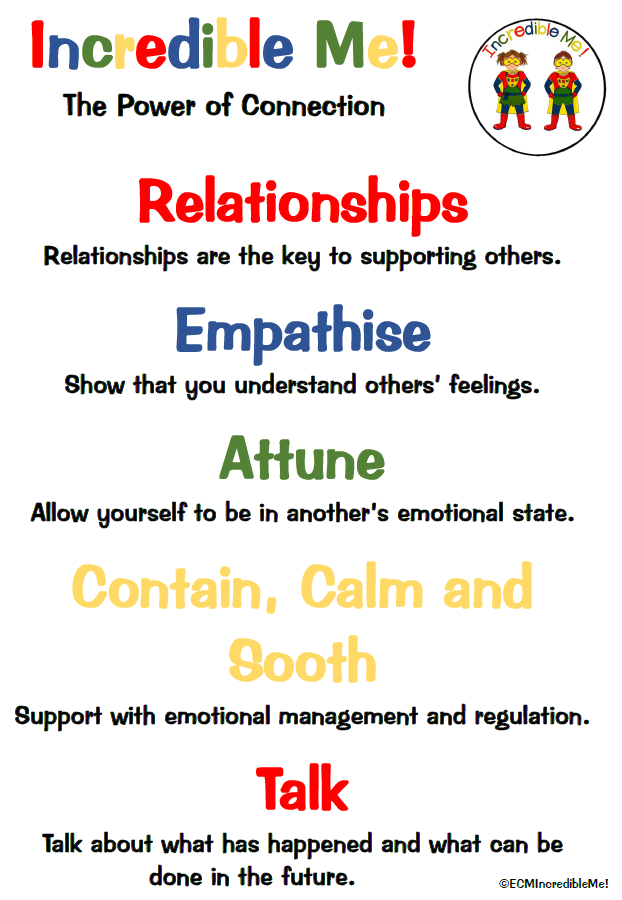 Incredible Me!
Incredible Me!
The Power of Connection
Relationships
Relationships are the key to supporting others.
Empathise
Show that you understand others' feelings.
Attune
Allow yourself to be in another's emotional state.
Contain, Calm and
Sooth
Support with emotional management and regulation.
Talk
Talk about what has happened and what can be
done in the future.
©ECMIncredibleMe!